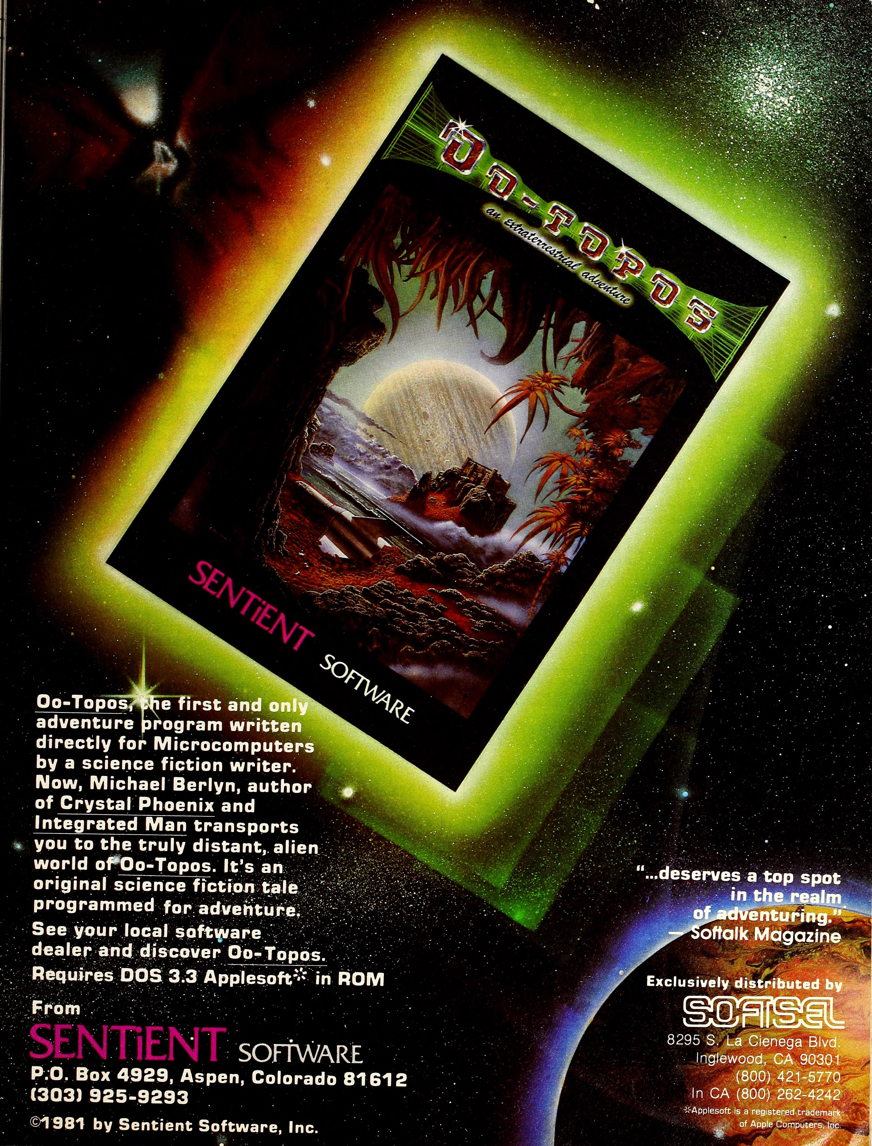 Oo-TOPOS
an extraterrestrial adventure
SENTiENT SOFTWARE
Oo-Topos, the first and only
adventure program written
directly for Microcomputers
by a science fiction writer.
Now, Michael Berlyn, author
of Crystal Phoenix and
Integrated Man transports
you to the truly distant, alien
world of Oo-Topos. It's an
original science fiction tale
programmed for adventure.
See your local software
dealer and discover Oo-Topos.
Requires DOS 3.3 Applesoft* in ROM
From
SENTiENT SOFTWARE
P.O. Box 4929, Aspen, Colorado 81612
(303) 925-9293
©1981 by Sentient Software, Inc.
"...deserves a top spot
in the realm
of adventuring."
— Softalk Magazine
Exclusively distributed by
SOFTSEL
8295 S. La Cienega Blvd.
Inglewood, CA 90301
(800) 421-5770
In CA (800) 262-4242
*Applesoft is a registered trademark
of Apple Computers, Inc.